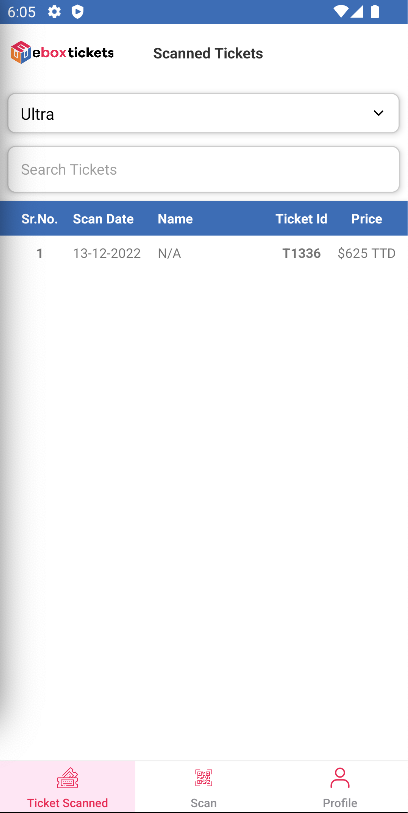 6:05
eboxtickets
Scanned Tickets
Ultra
Search Tickets
Sr.No. Scan Date Name Ticket Id Price
1 13-12-2022 N/A T1336 $625 TTD
Ticket Scanned Scan Profile